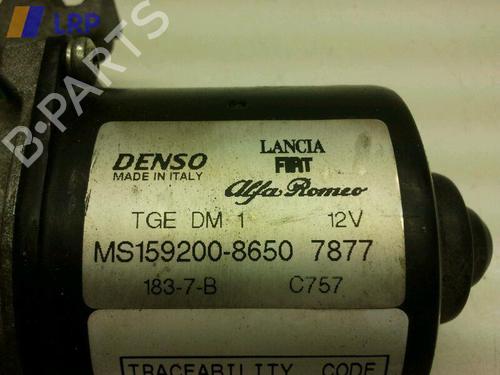 LRP
B-PARTS
DENSO
MADE IN ITALY
LANCIA
FIAT
Alfa Romeo
TGE DM 1 12V
MS159200-8650 7877
183-7-B C757
TRACEABILITY CODE